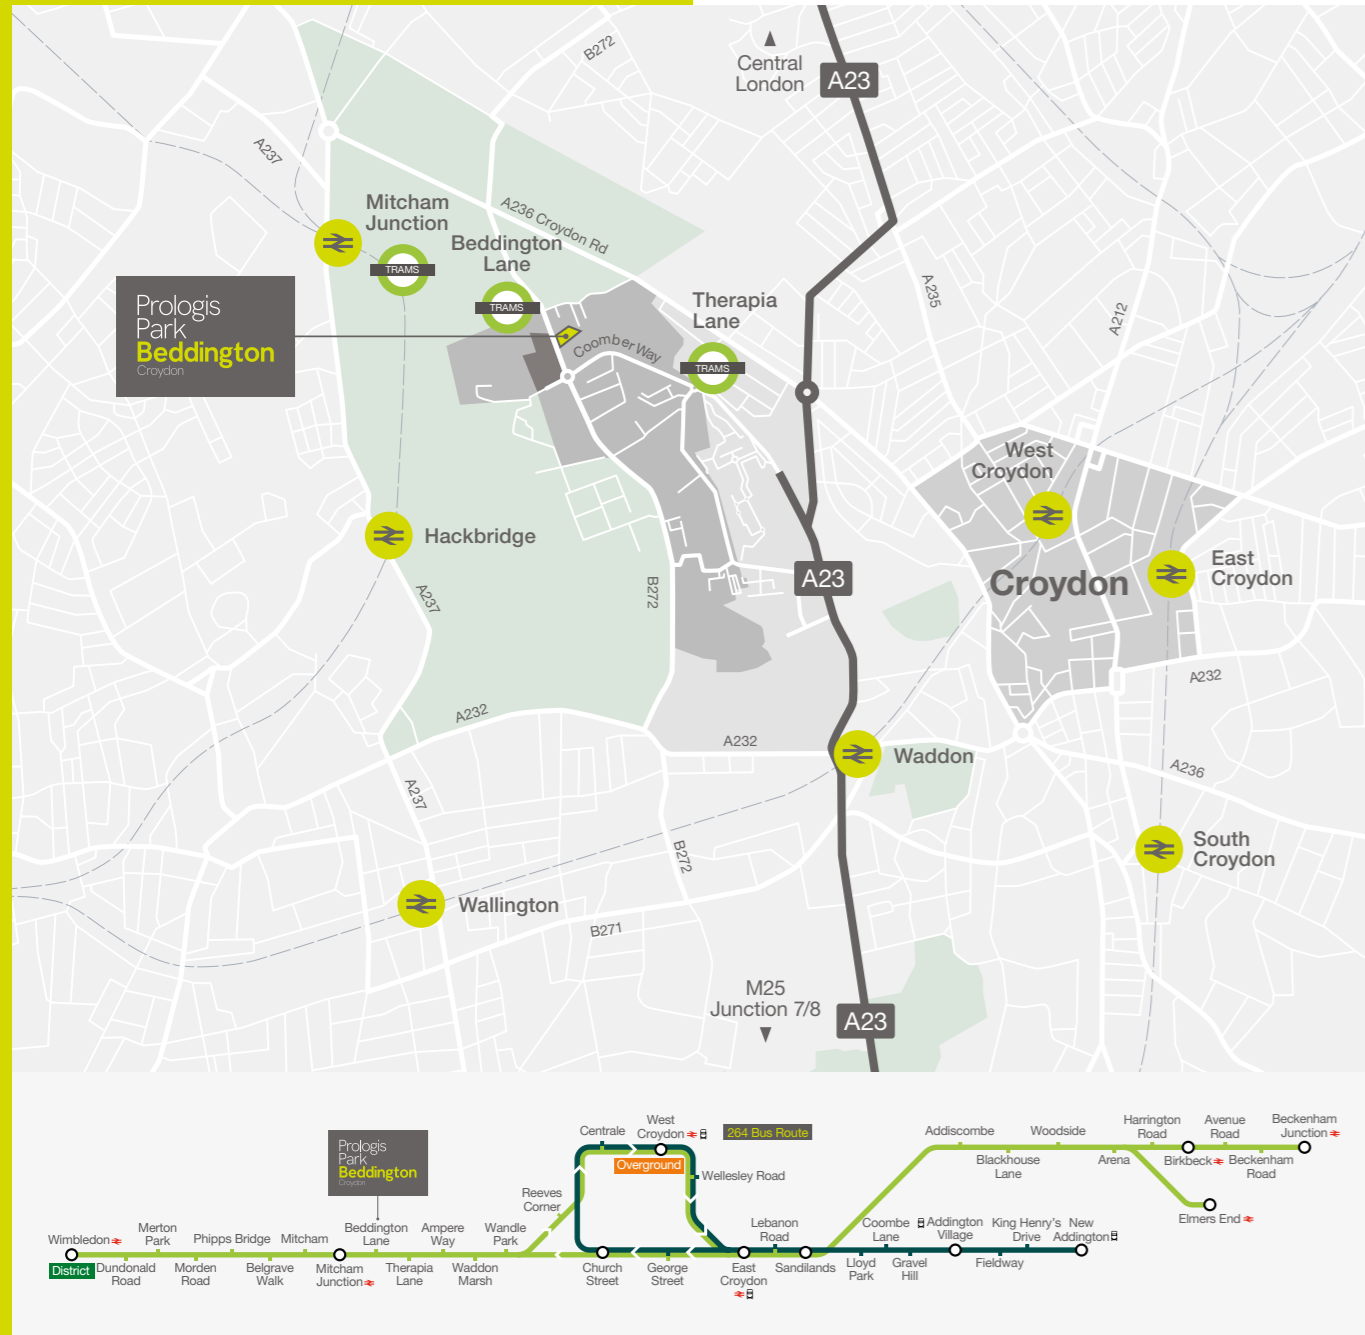 B272
Central
London
A23
A237
Mitcham
Junction
TRAMS
A236 Croydon Rd
Beddington
Lane
TRAMS
Prologis
Park
Beddington
Croydon
Therapia
Lane
TRAMS
Coomber Way
A235
A212
West
Croydon
Hackbridge
A237
B272
A23
Croydon
East
Croydon
A232
A232
A232
Waddon
A236
A237
B272
South
Croydon
Wallington
B271
M25
Junction 7/8
A23
Prologis
Park
Beddington
Croydon
Centrale
West
Croydon
264 Bus Route
Overground
Wellesley Road
Reeves
Corner
Addiscombe
Blackhouse
Lane
Woodside
Arena
Harrington
Road
Birkbeck
Avenue
Road
Beckenham
Road
Beckenham
Junction
Elmers End
Wimbledon
District
Dundonald
Road
Merton
Park
Morden
Road
Phipps Bridge
Belgrave
Walk
Mitcham
Mitcham
Junction
Beddington
Lane
Therapia
Lane
Ampere
Way
Waddon
Marsh
Wandle
Park
Church
Street
George
Street
East
Croydon
Lebanon
Road
Sandilands
Lloyd
Park
Coombe
Lane
Gravel
Hill
Addington
Village
Fieldway
King Henry's
Drive
New
Addington